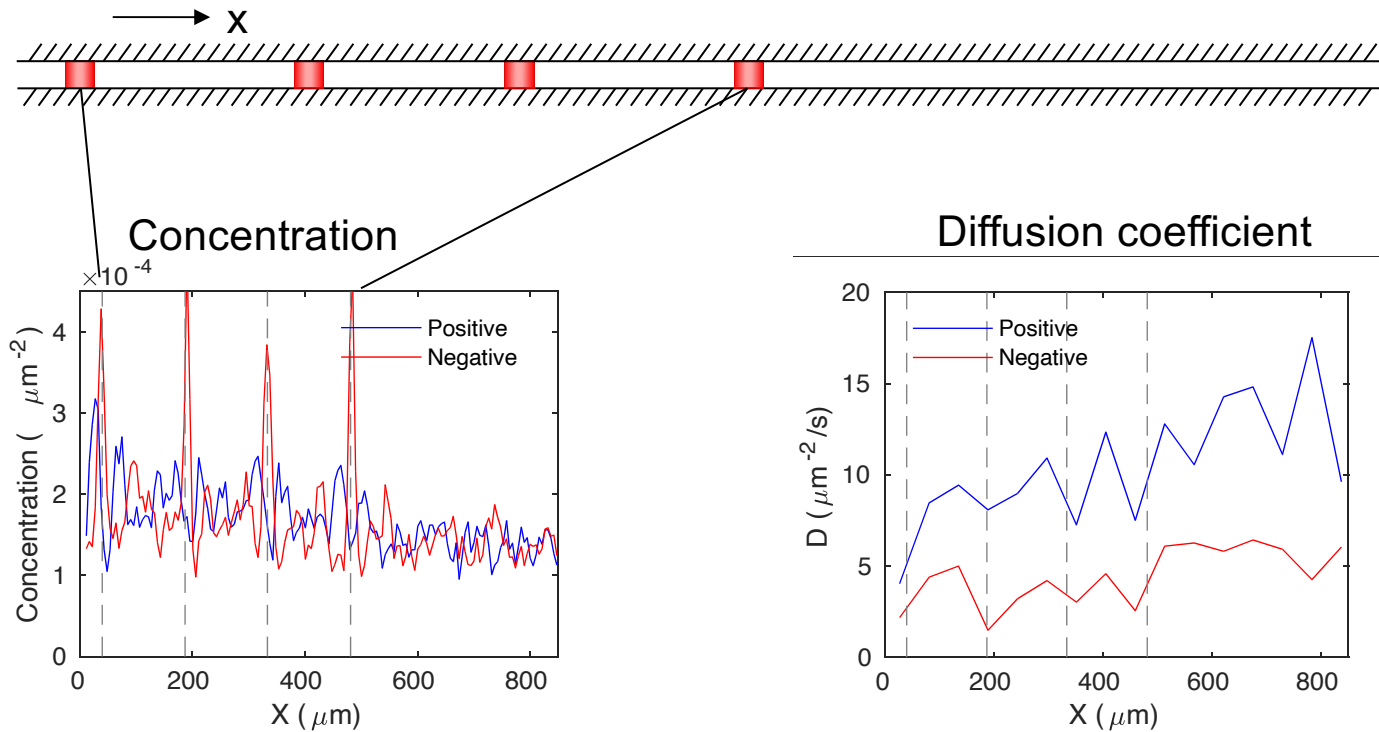 X
Concentration
Diffusion coefficient
×10 -4
Positive
Negative
4
3
2
1
0
Concentration ( μm-2)
0
200
400
600
800
X ( μm)
Positive
Negative
20
15
10
5
0
D ( μm-2/s)
0
200
400
600
800
X ( μm)